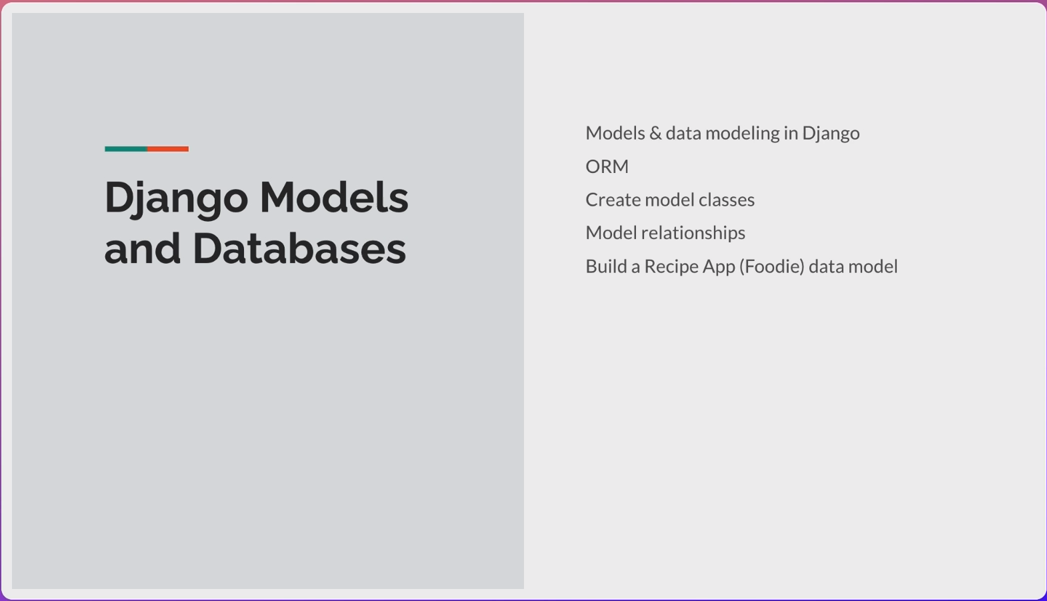 Django Models
and Databases
Models & data modeling in Django
ORM
Create model classes
Model relationships
Build a Recipe App (Foodie) data model